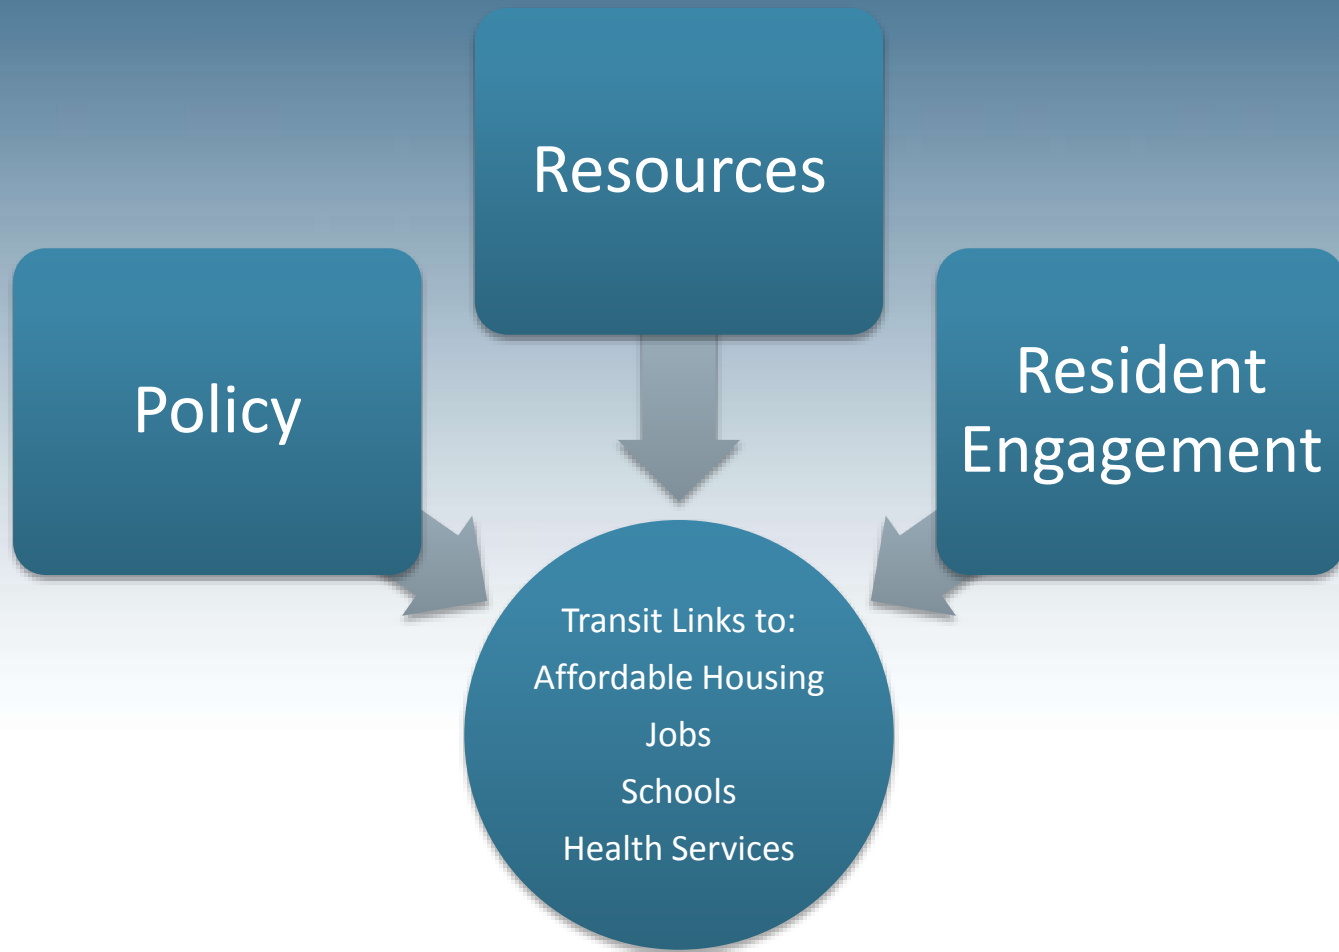 Resources
Policy
Resident
Engagement
Transit Links to:
Affordable Housing
Jobs
Schools
Health Services